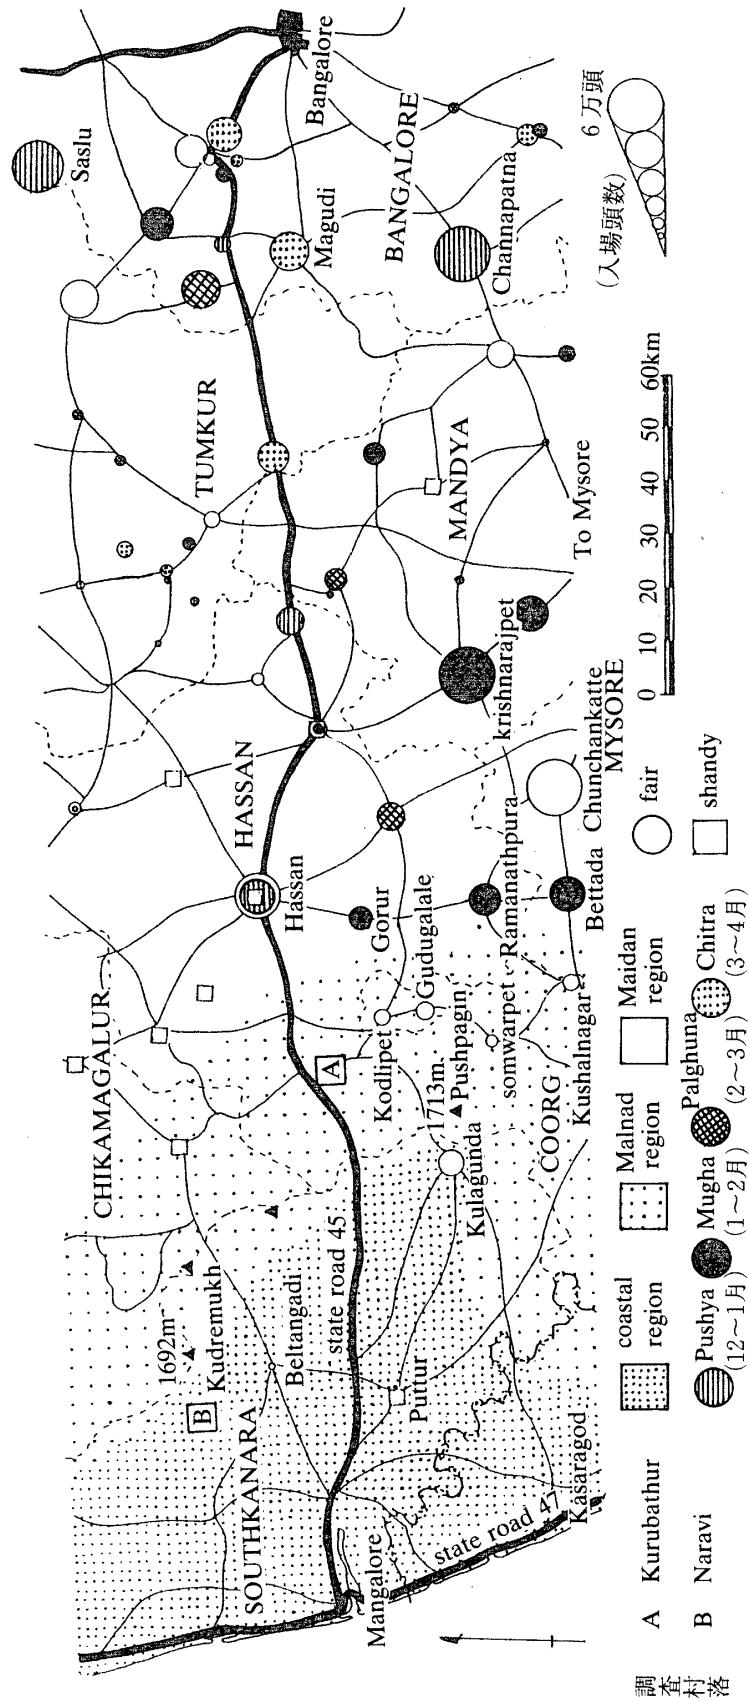 Saslu
Bangalore
Magudi
BANGALORE
Channapatna
TUMKUR
MANDYA
To Mysore
krishnarajpet
HASSAN
Hassan
Gorur
Ramanathpura
Bettada
Chunchankatte
MYSORE
CHIKAMAGALUR
A
Kodlipet
Gudugalale
1713m
Pushpagin
somwarpet
Kushalnagar
COORG
Kulagunda
state road 45
1692m
Kudremukh
Beltangadi
B
Puttur
SOUTHKANARA
Mangalore
state road 47
Kasaragod
0 10 20 30 40 50 60km
(入場頭数)
6万頭
調査村落
A Kurubathur
B Naravi
coastal region
Malnad region
Maidan region
fair
shandy
Pushya (12〜1月)
Mugha (1〜2月)
Palghuna (2〜3月)
Chitra (3〜4月)